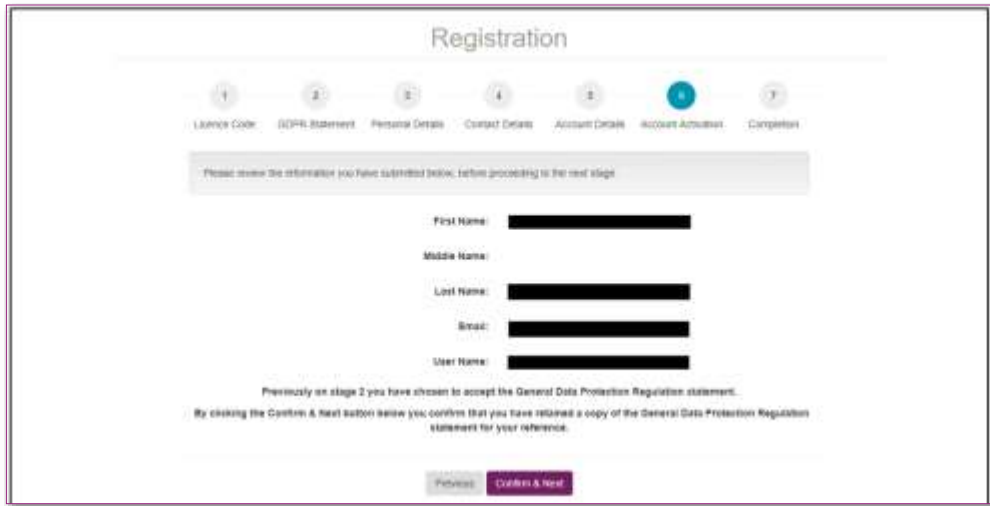 Registration
1 2 3 4 5 6 7
Licence Code GDPR Statement Personal Details Contact Details Account Details Account Activation Completion
Please review the information you have submitted below, before proceeding to the next stage.
First Name:
Middle Name:
Last Name:
Email:
User Name:
Previously on stage 2 you have chosen to accept the General Data Protection Regulation statement.
By clicking the Confirm & Next button below you confirm that you have retained a copy of the General Data Protection Regulation
statement for your reference.
Previous Confirm & Next